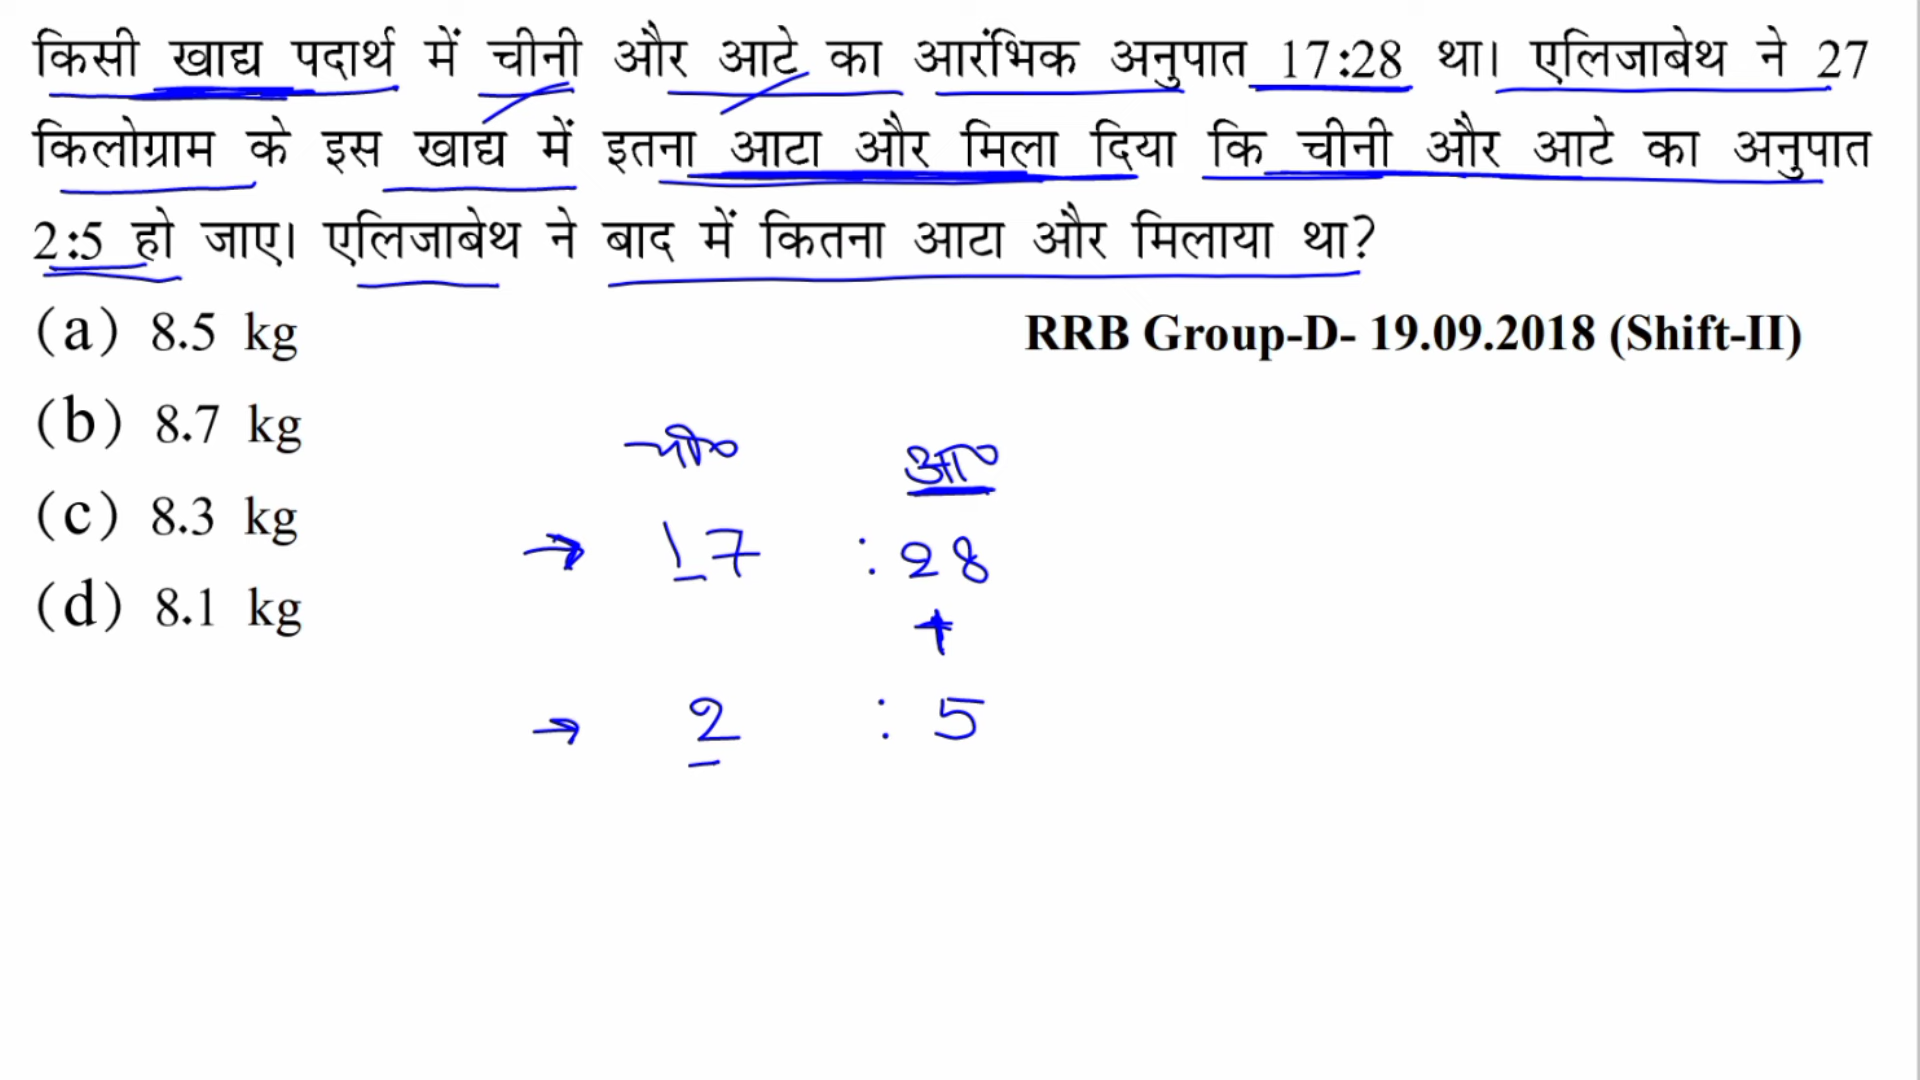 किसी खाद्य पदार्थ में चीनी और आटे का आरंभिक अनुपात 17:28 था। एलिजाबेथ ने 27
किलोग्राम के इस खाद्य में इतना आटा और मिला दिया कि चीनी और आटे का अनुपात
2:5 हो जाए। एलिजाबेथ ने बाद में कितना आटा और मिलाया था?
(a) 8.5 kg
RRB Group-D- 19.09.2018 (Shift-II)
(b) 8.7 kg
(c) 8.3 kg
(d) 8.1 kg
ची० आ०
→ 17 : 28
+
→ 2 : 5